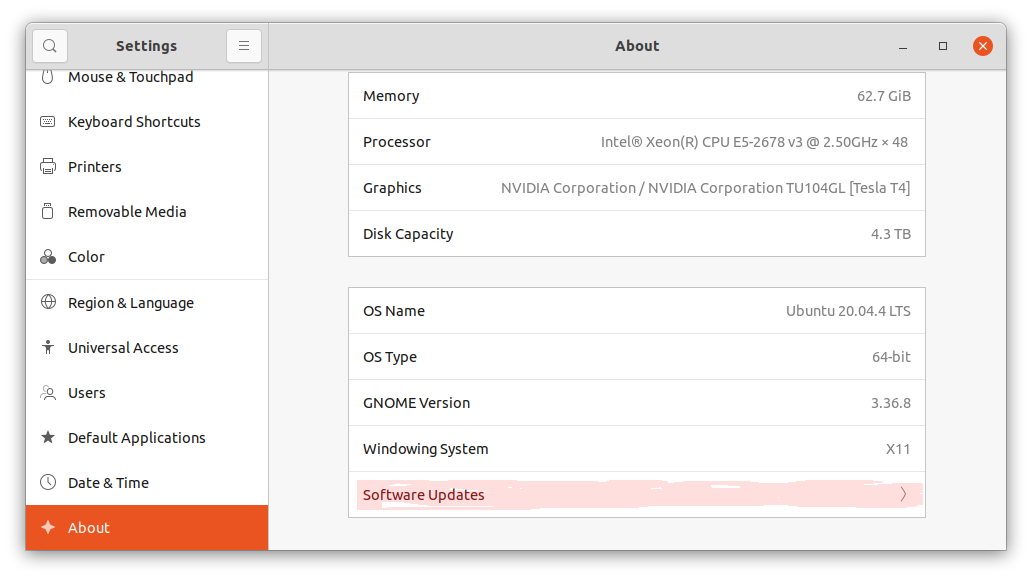 Settings
About
Mouse & Touchpad
Keyboard Shortcuts
Printers
Removable Media
Color
Region & Language
Universal Access
Users
Default Applications
Date & Time
About
Memory 62.7 GiB
Processor Intel® Xeon(R) CPU E5-2678 v3 @ 2.50GHz × 48
Graphics NVIDIA Corporation / NVIDIA Corporation TU104GL [Tesla T4]
Disk Capacity 4.3 TB
OS Name Ubuntu 20.04.4 LTS
OS Type 64-bit
GNOME Version 3.36.8
Windowing System X11
Software Updates